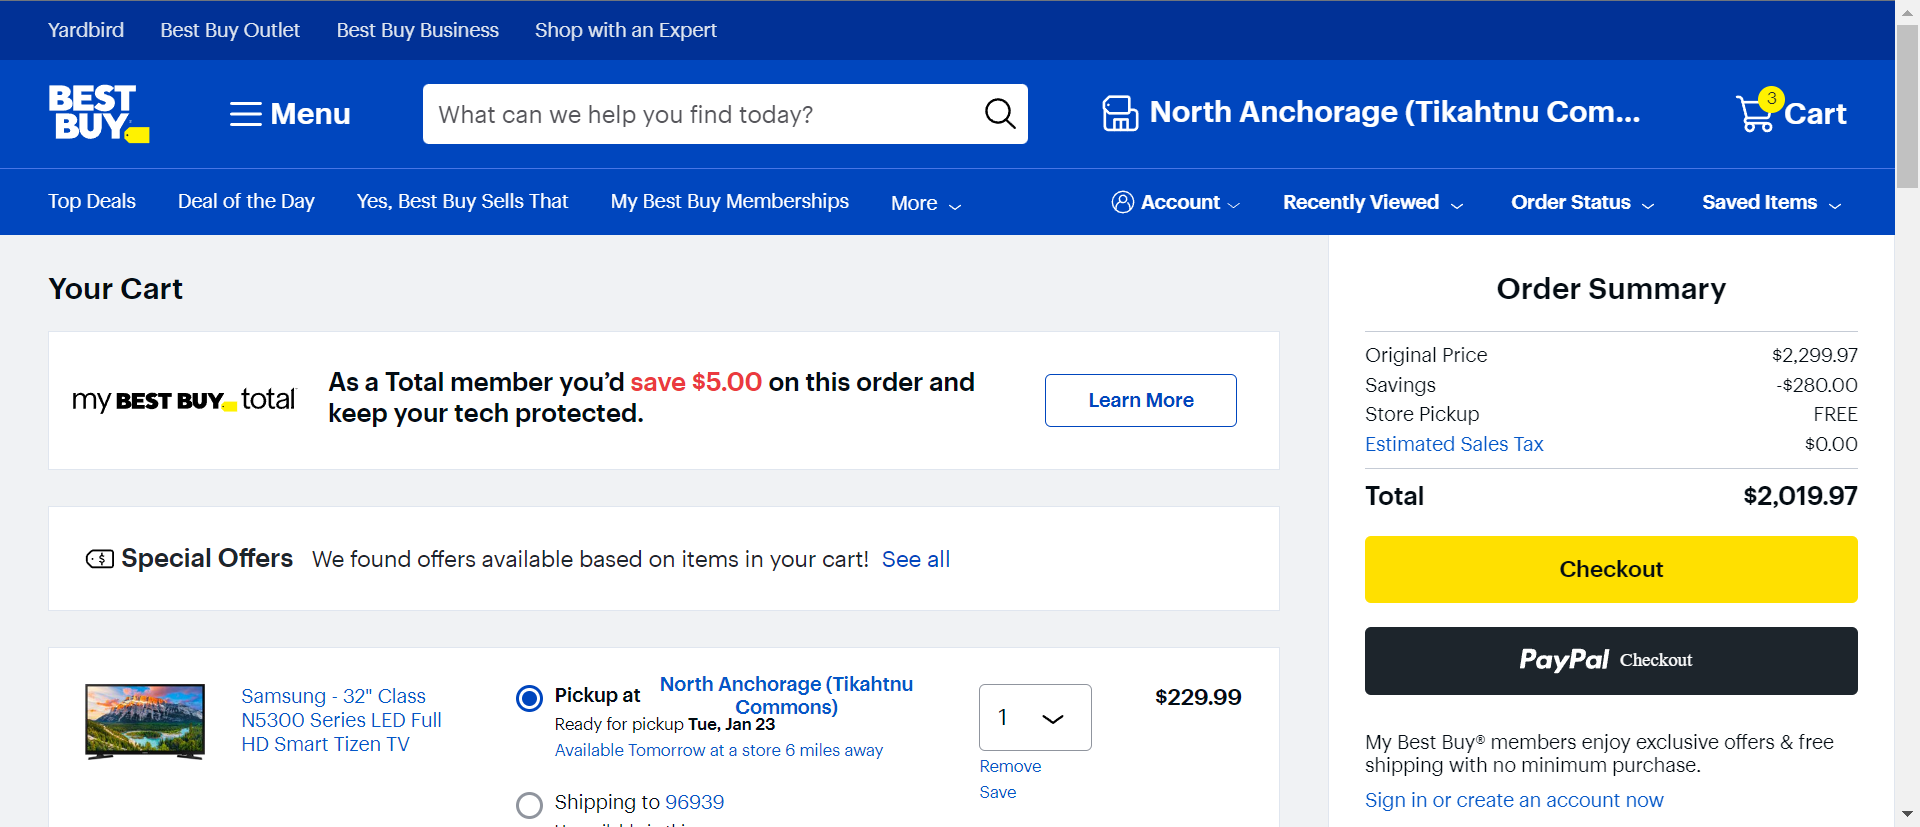 Yardbird Best Buy Outlet Best Buy Business Shop with an Expert
BEST BUY
Menu
What can we help you find today?
North Anchorage (Tikahtnu Com...
3
Cart
Top Deals Deal of the Day Yes, Best Buy Sells That My Best Buy Memberships More Account Recently Viewed Order Status Saved Items
Your Cart
my BEST BUY total
As a Total member you’d save $5.00 on this order and
keep your tech protected.
Learn More
Special Offers We found offers available based on items in your cart! See all
Samsung - 32" Class
N5300 Series LED Full
HD Smart Tizen TV
Pickup at North Anchorage (Tikahtnu
Commons)
Ready for pickup Tue, Jan 23
Available Tomorrow at a store 6 miles away
Shipping to 96939
1
Remove
Save
$229.99
Order Summary
Original Price $2,299.97
Savings -$280.00
Store Pickup FREE
Estimated Sales Tax $0.00
Total $2,019.97
Checkout
PayPal Checkout
My Best Buy® members enjoy exclusive offers & free
shipping with no minimum purchase.
Sign in or create an account now